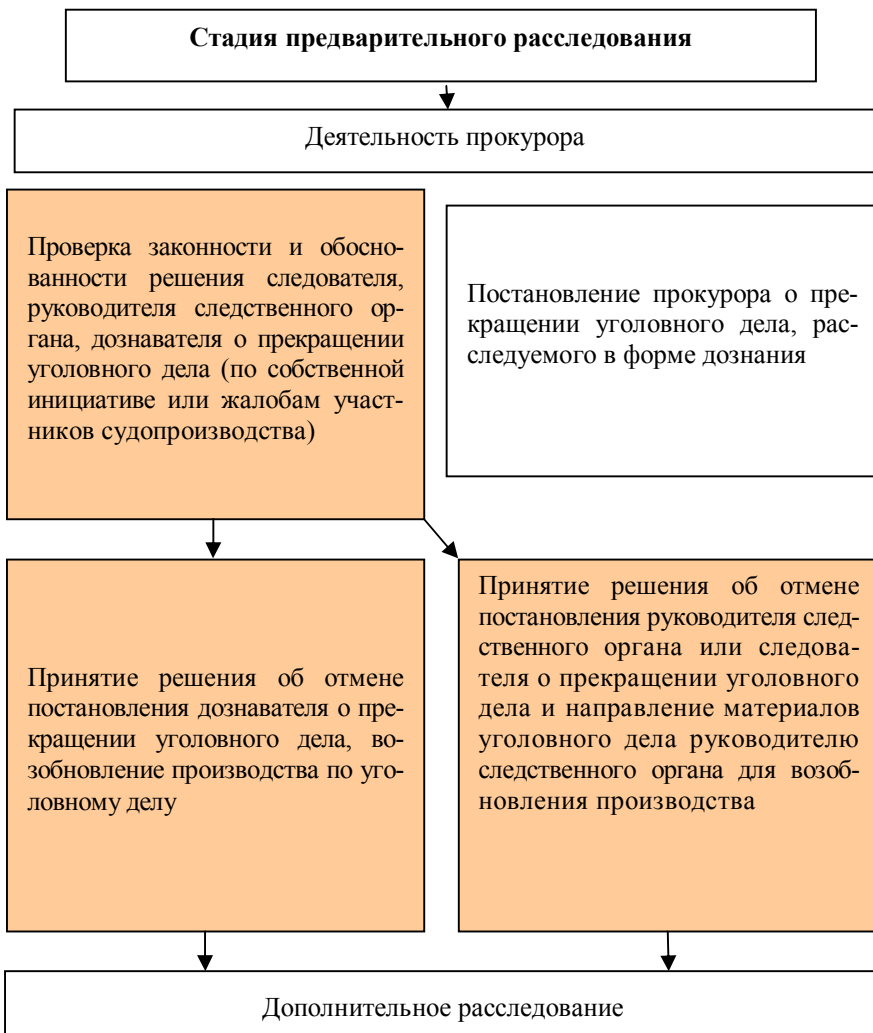 Стадия предварительного расследования
Деятельность прокурора
Проверка законности и обосно-
ванности решения следователя,
руководителя следственного ор-
гана, дознавателя о прекращении
уголовного дела (по собственной
инициативе или жалобам участ-
ников судопроизводства)
Постановление прокурора о пре-
кращении уголовного дела, рас-
следуемого в форме дознания
Принятие решения об отмене
постановления дознавателя о пре-
кращении уголовного дела, во-
зобновление производства по уго-
ловному делу
Принятие решения об отмене
постановления руководителя след-
ственного органа или следова-
теля о прекращении уголовного
дела и направление материалов
уголовного дела руководителю
следственного органа для возоб-
новления производства
Дополнительное расследование